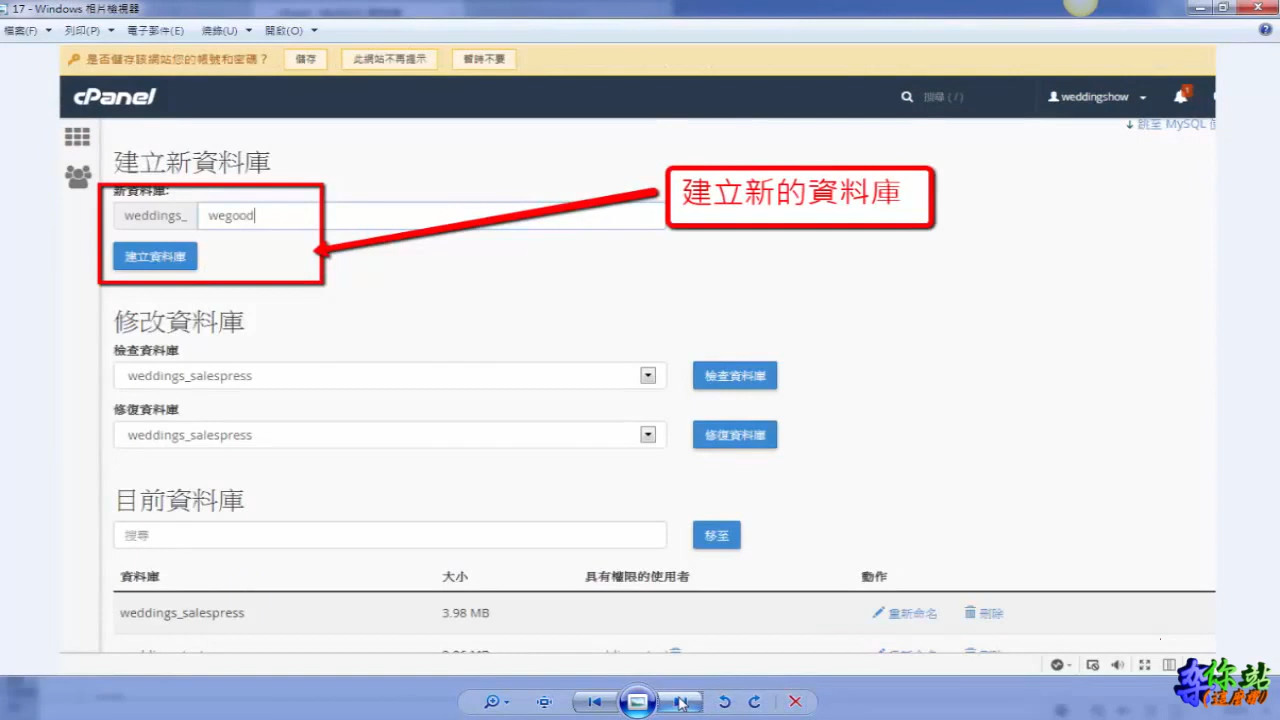 17 - Windows 相片檢視器
檔案(F) 列印(P) 電子郵件(E) 燒錄(U) 開啟(O)
是否儲存該網站您的帳號和密碼？ 儲存 此網站不再提示 暫時不要
cPanel 搜尋 ( / ) weddingshow 1
跳至 MySQL
建立新資料庫
新資料庫:
weddings_ wegood
建立資料庫
建立新的資料庫
修改資料庫
檢查資料庫
weddings_salespress 檢查資料庫
修復資料庫
weddings_salespress 修復資料庫
目前資料庫
搜尋 移至
資料庫 大小 具有權限的使用者 動作
weddings_salespress 3.98 MB 重新命名 刪除
你站